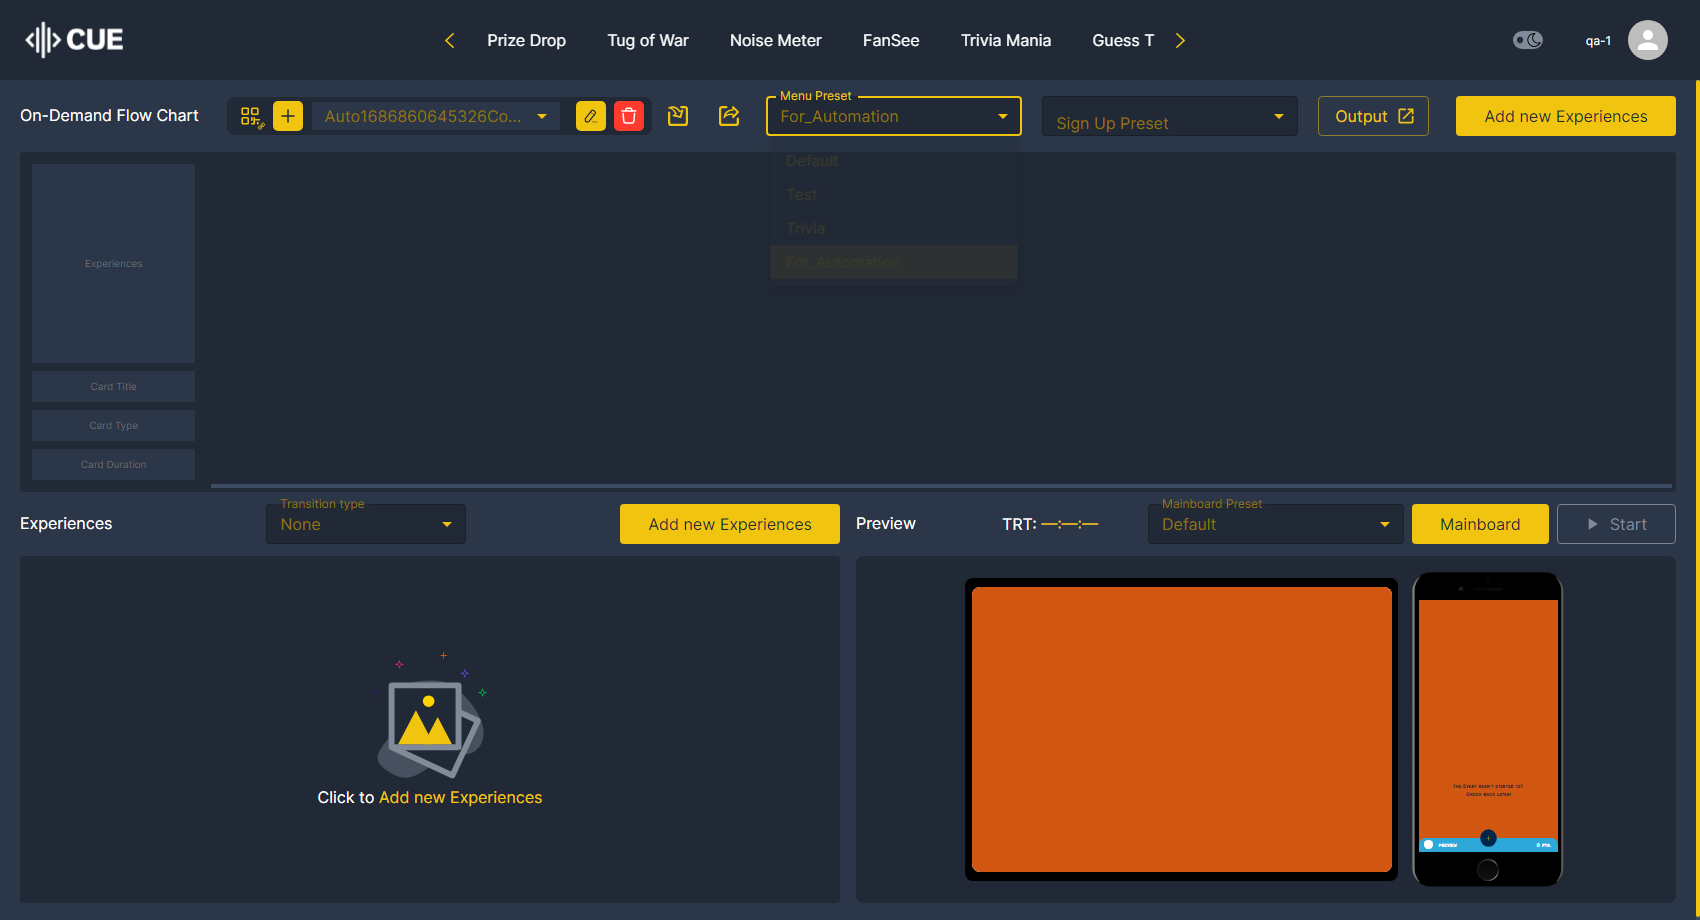 CUE
Prize Drop
Tug of War
Noise Meter
FanSee
Trivia Mania
Guess T
qa-1
On-Demand Flow Chart
Auto1686860645326Co...
Menu Preset
For_Automation
Sign Up Preset
Output
Add new Experiences
Default
Test
Trivia
For_Automation
Experiences
Card Title
Card Type
Card Duration
Experiences
Transition type
None
Add new Experiences
Preview
TRT: —:—:—
Mainboard Preset
Default
Mainboard
Start
Click to Add new Experiences
The Event hasn't started yet.
Check back later!
PREVIEW
0 PTS.